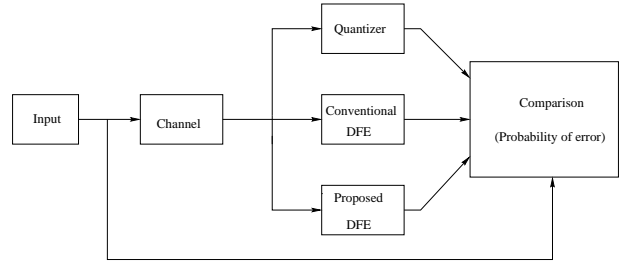 Quantizer
Input
Channel
Conventional
DFE
Comparison
(Probability of error)
Proposed
DFE